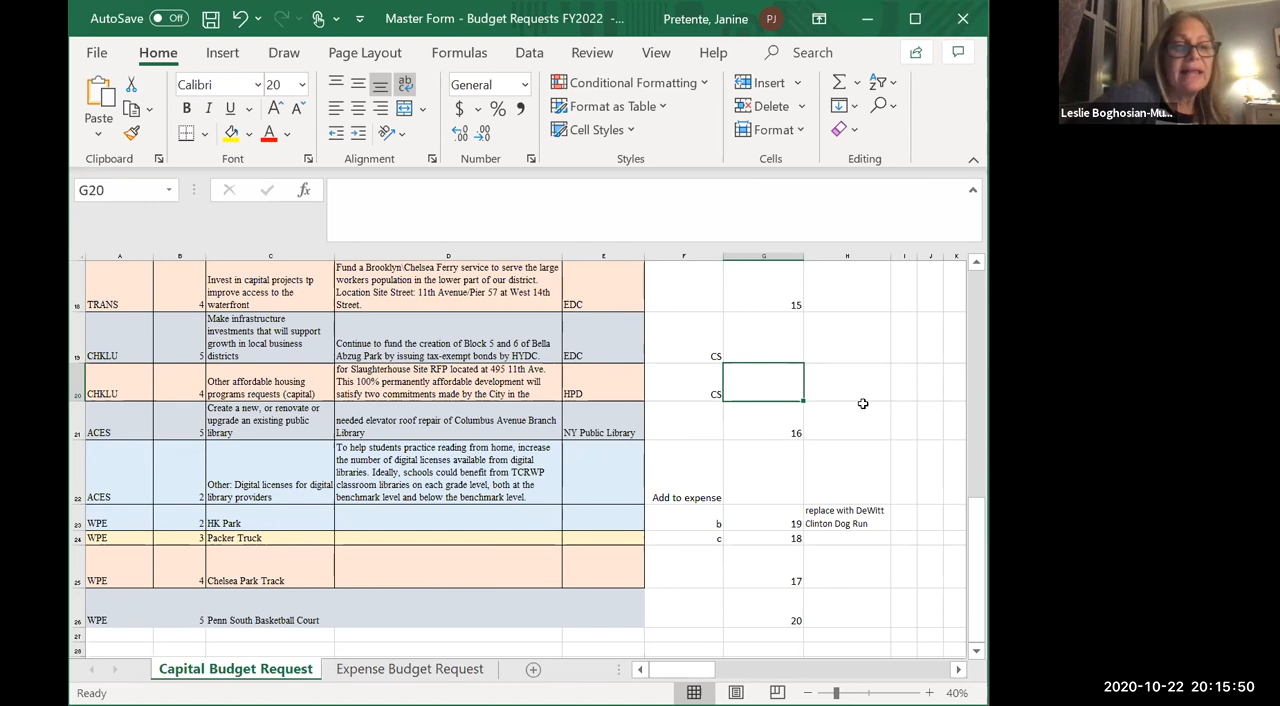 AutoSave Off Master Form - Budget Requests FY2022 -... Pretente, Janine PJ
File Home Insert Draw Page Layout Formulas Data Review View Help Search
Calibri 20 General Conditional Formatting Insert
Paste B I U $ % Format as Table Delete
Cell Styles Format
Clipboard Font Alignment Number Styles Cells Editing
G20 fx
A B C D E F G H I J K
18 TRANS 4 Invest in capital projects tp
improve access to the
waterfront
Fund a Brooklyn\Chelsea Ferry service to serve the large
workers population in the lower part of our district.
Location Site Street: 11th Avenue/Pier 57 at West 14th
Street.
EDC 15
19 CHKLU 5 Make infrastructure
investments that will support
growth in local business
districts
Continue to fund the creation of Block 5 and 6 of Bella
Abzug Park by issuing tax-exempt bonds by HYDC.
EDC CS
20 CHKLU 4 Other affordable housing
programs requests (capital)
for Slaughterhouse Site RFP located at 495 11th Ave.
This 100% permanently affordable development will
satisfy two commitments made by the City in the
HPD CS
21 ACES 5 Create a new, or renovate or
upgrade an existing public
library
needed elevator roof repair of Columbus Avenue Branch
Library
NY Public Library 16
22 ACES 2 Other: Digital licenses for digital
library providers
To help students practice reading from home, increase
the number of digital licenses available from digital
libraries. Ideally, schools could benefit from TCRWP
classroom libraries on each grade level, both at the
benchmark level and below the benchmark level.
Add to expense
23 WPE 2 HK Park b 19 replace with DeWitt
Clinton Dog Run
24 WPE 3 Packer Truck c 18
25 WPE 4 Chelsea Park Track 17
26 WPE 5 Penn South Basketball Court 20
27
28
Capital Budget Request Expense Budget Request
Ready 40%
Leslie Boghosian-Mu...
2020-10-22 20:15:50